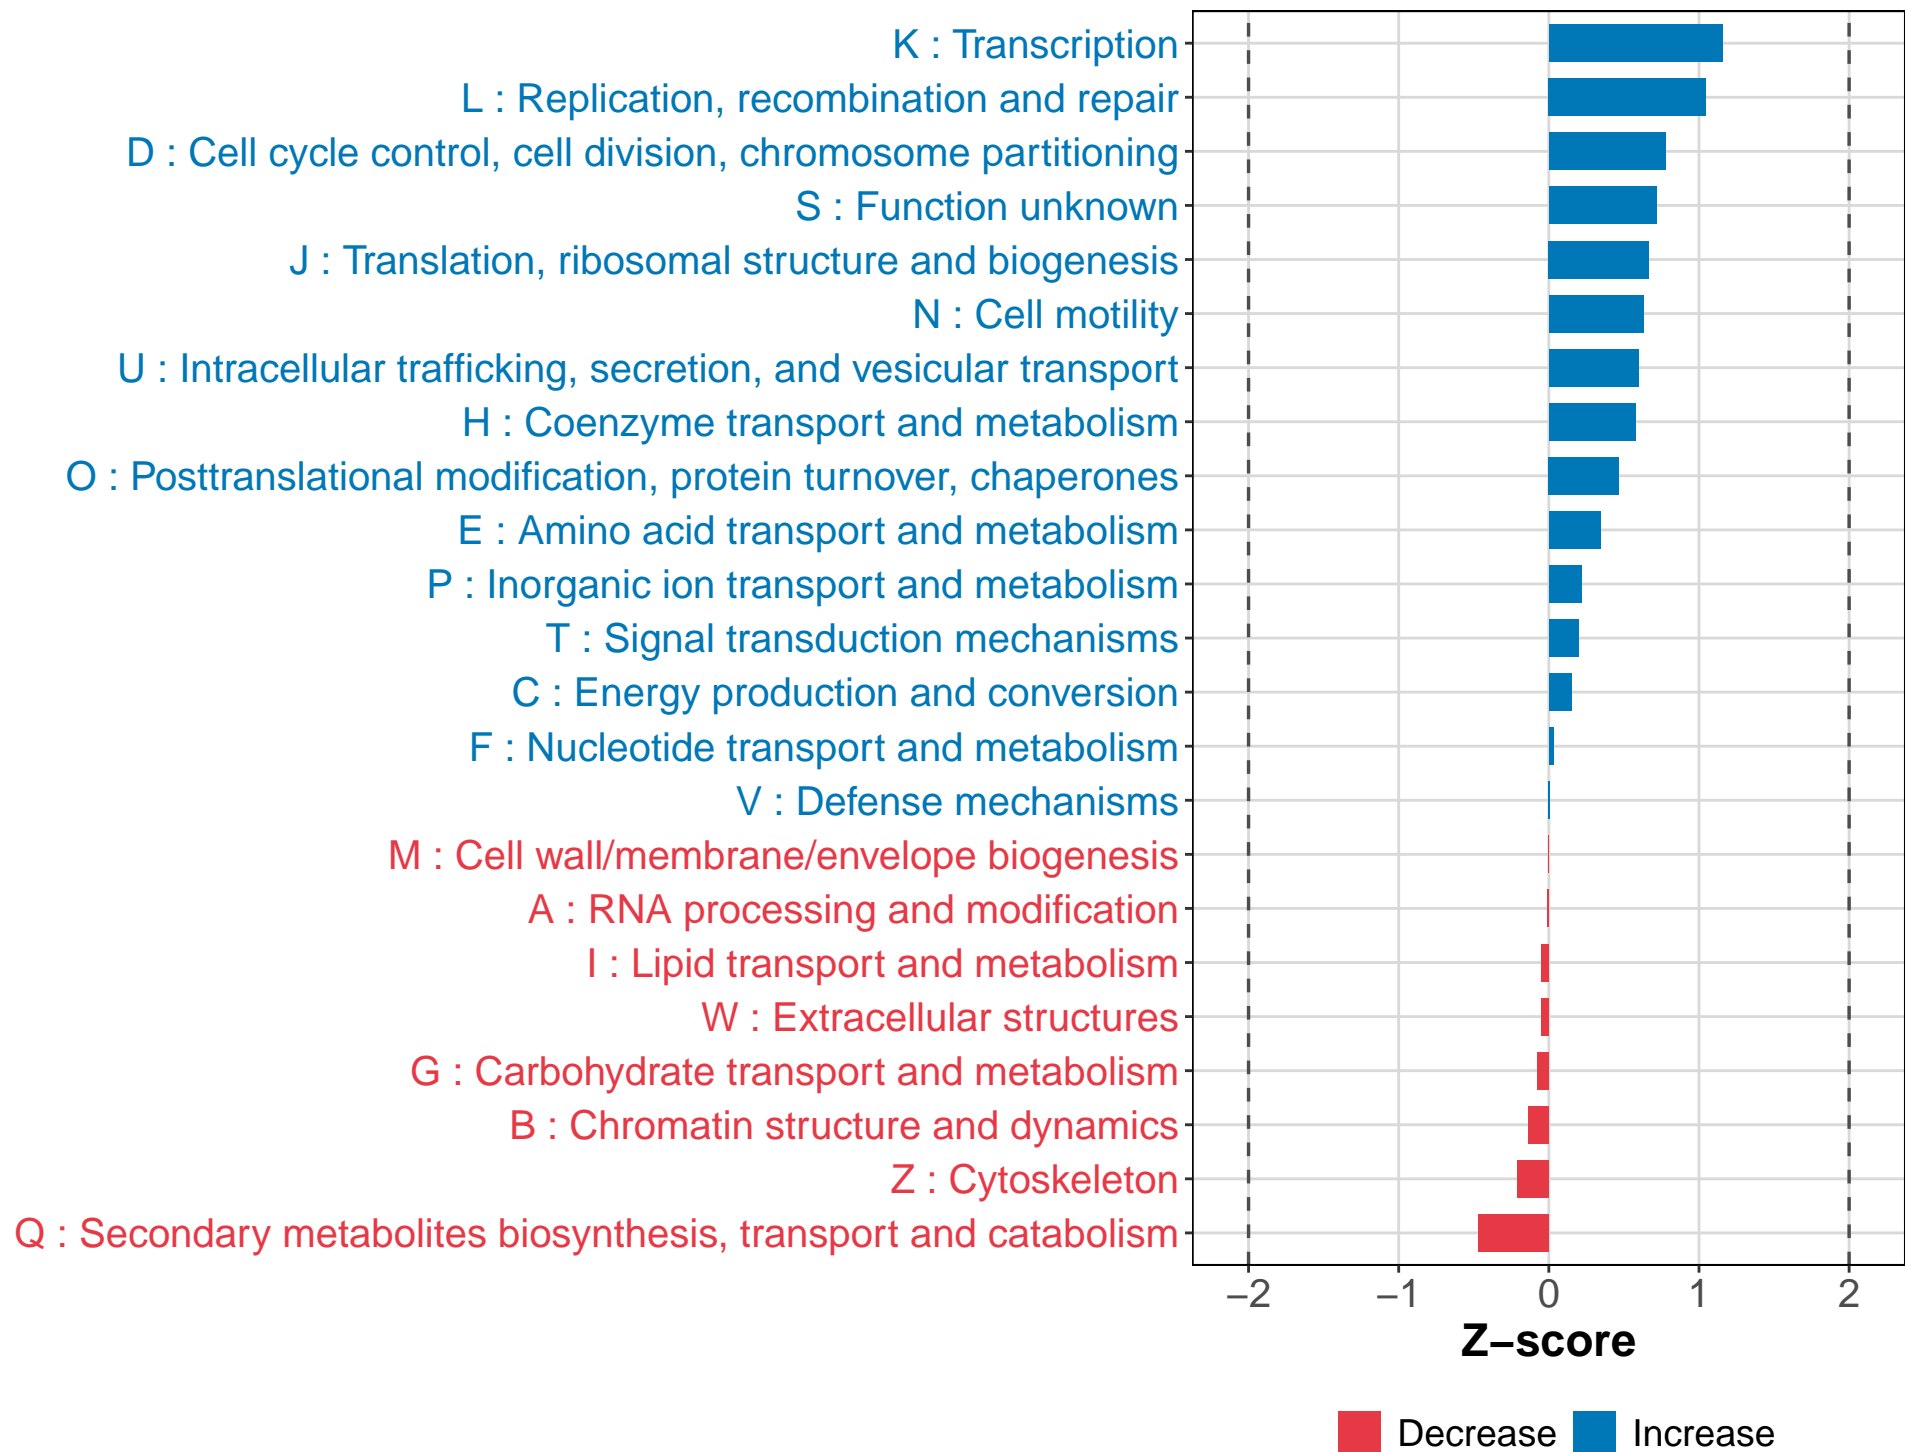 K : Transcription
L : Replication, recombination and repair
D : Cell cycle control, cell division, chromosome partitioning
S : Function unknown
J : Translation, ribosomal structure and biogenesis
N : Cell motility
U : Intracellular trafficking, secretion, and vesicular transport
H : Coenzyme transport and metabolism
O : Posttranslational modification, protein turnover, chaperones
E : Amino acid transport and metabolism
P : Inorganic ion transport and metabolism
T : Signal transduction mechanisms
C : Energy production and conversion
F : Nucleotide transport and metabolism
V : Defense mechanisms
M : Cell wall/membrane/envelope biogenesis
A : RNA processing and modification
I : Lipid transport and metabolism
W : Extracellular structures
G : Carbohydrate transport and metabolism
B : Chromatin structure and dynamics
Z : Cytoskeleton
Q : Secondary metabolites biosynthesis, transport and catabolism
−2 −1 0 1 2
Z−score
Decrease Increase